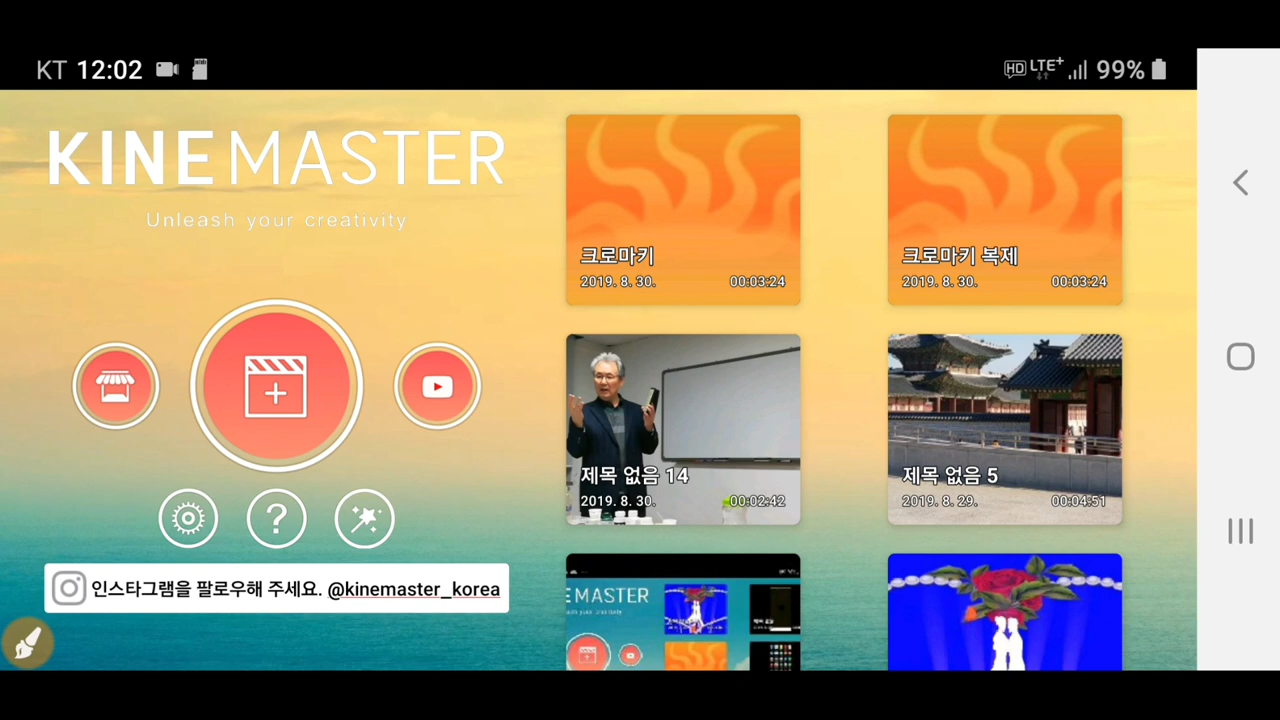 KT 12:02
HD LTE+ 99%
KINEMASTER
Unleash your creativity
인스타그램을 팔로우해 주세요. @kinemaster_korea
크로마키
2019. 8. 30. 00:03:24
크로마키 복제
2019. 8. 30. 00:03:24
제목 없음 14
2019. 8. 30. 00:02:42
제목 없음 5
2019. 8. 29. 00:04:51
E MASTER